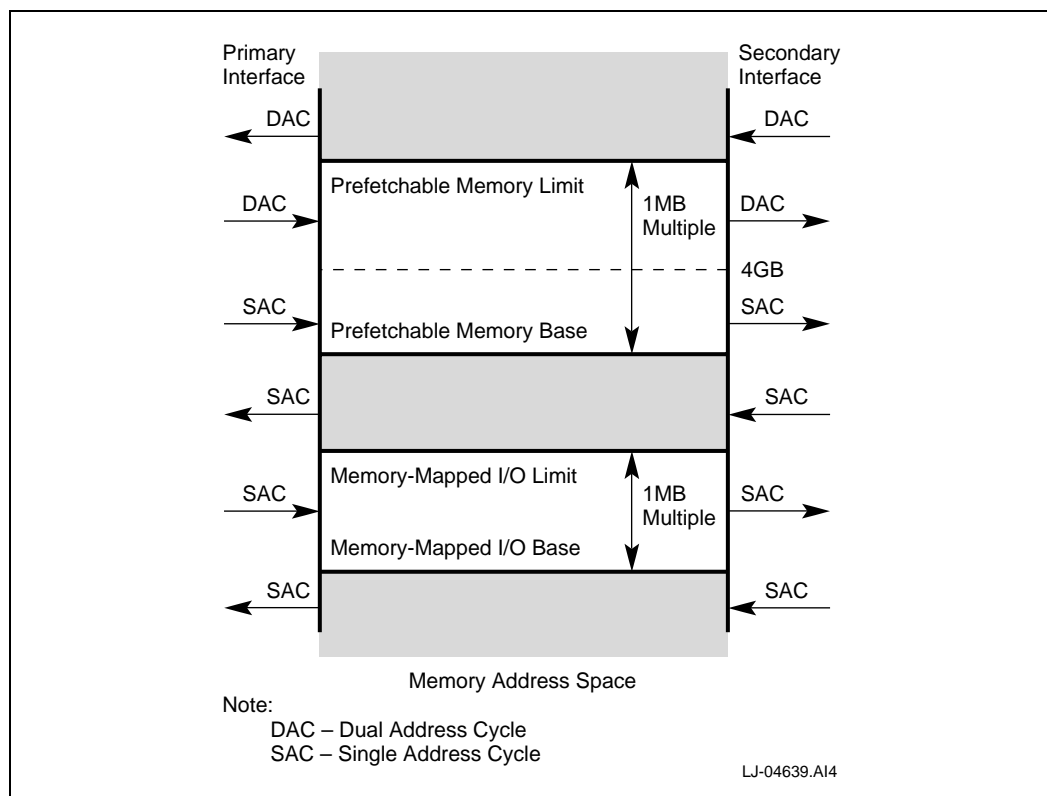 Primary
Interface
Secondary
Interface
DAC
DAC
Prefetchable Memory Limit
DAC
1MB
Multiple
DAC
4GB
SAC
SAC
Prefetchable Memory Base
SAC
SAC
Memory-Mapped I/O Limit
SAC
1MB
Multiple
SAC
Memory-Mapped I/O Base
SAC
SAC
Memory Address Space
Note:
DAC – Dual Address Cycle
SAC – Single Address Cycle
LJ-04639.AI4